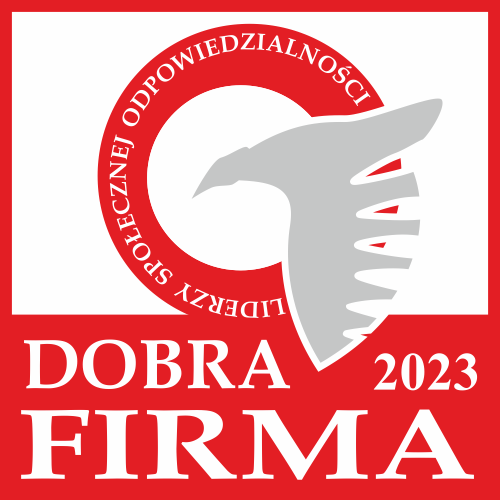 LIDERZY SPOŁECZNEJ ODPOWIEDZIALNOŚCI
DOBRA 2023
FIRMA